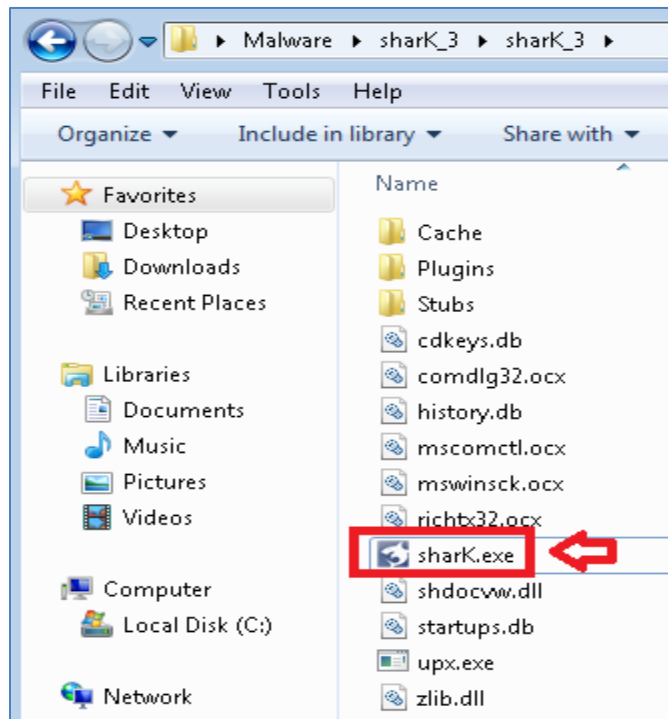 Malware sharK_3 sharK_3
File Edit View Tools Help
Organize Include in library Share with
Favorites
Desktop
Downloads
Recent Places
Libraries
Documents
Music
Pictures
Videos
Computer
Local Disk (C:)
Network
Name
Cache
Plugins
Stubs
cdkeys.db
comdlg32.ocx
history.db
mscomctl.ocx
mswinsck.ocx
richtx32.ocx
sharK.exe
shdocvw.dll
startups.db
upx.exe
zlib.dll